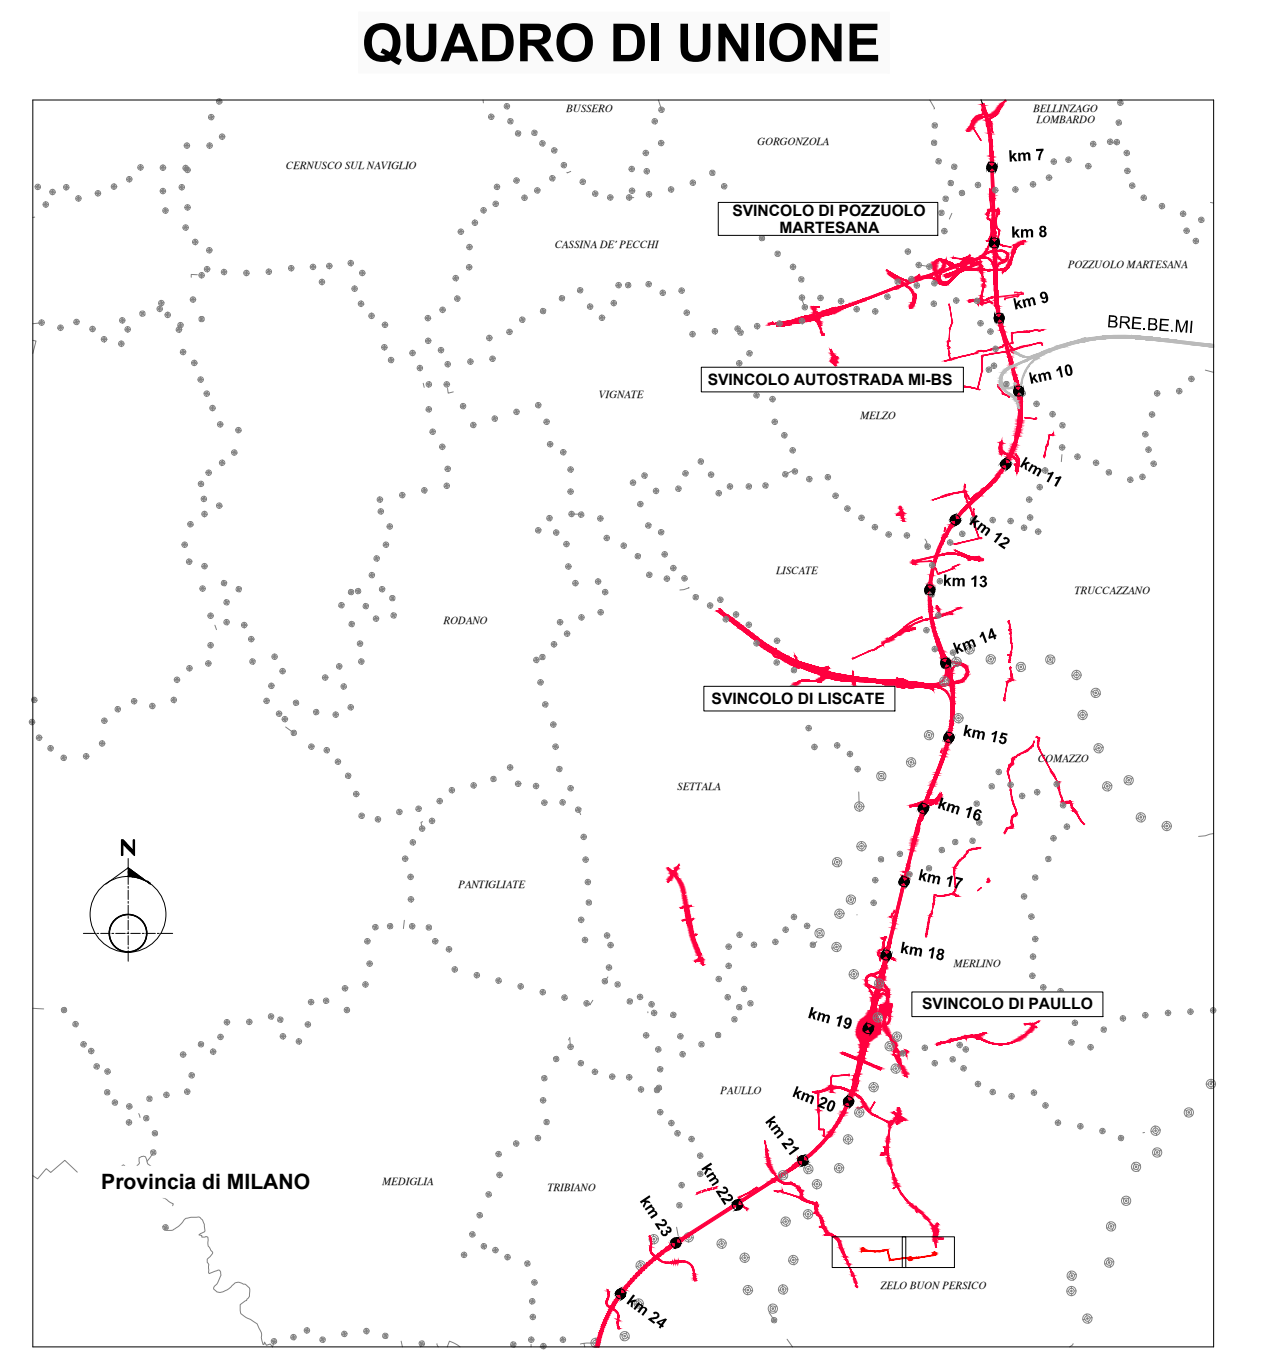 QUADRO DI UNIONE
BUSSERO
BELLINZAGO
LOMBARDO
GORGONZOLA
CERNUSCO SUL NAVIGLIO
km 7
SVINCOLO DI POZZUOLO
MARTESANA
km 8
CASSINA DE' PECCHI
POZZUOLO MARTESANA
km 9
BRE.BE.MI
SVINCOLO AUTOSTRADA MI-BS
km 10
VIGNATE
MELZO
km 11
km 12
LISCATE
km 13
TRUCCAZZANO
RODANO
km 14
SVINCOLO DI LISCATE
km 15
COMAZZO
SETTALA
km 16
N
PANTIGLIATE
km 17
km 18
MERLINO
SVINCOLO DI PAULLO
km 19
PAULLO
km 20
km 21
Provincia di MILANO
MEDIGLIA
TRIBIANO
km 22
km 23
ZELO BUON PERSICO
km 24